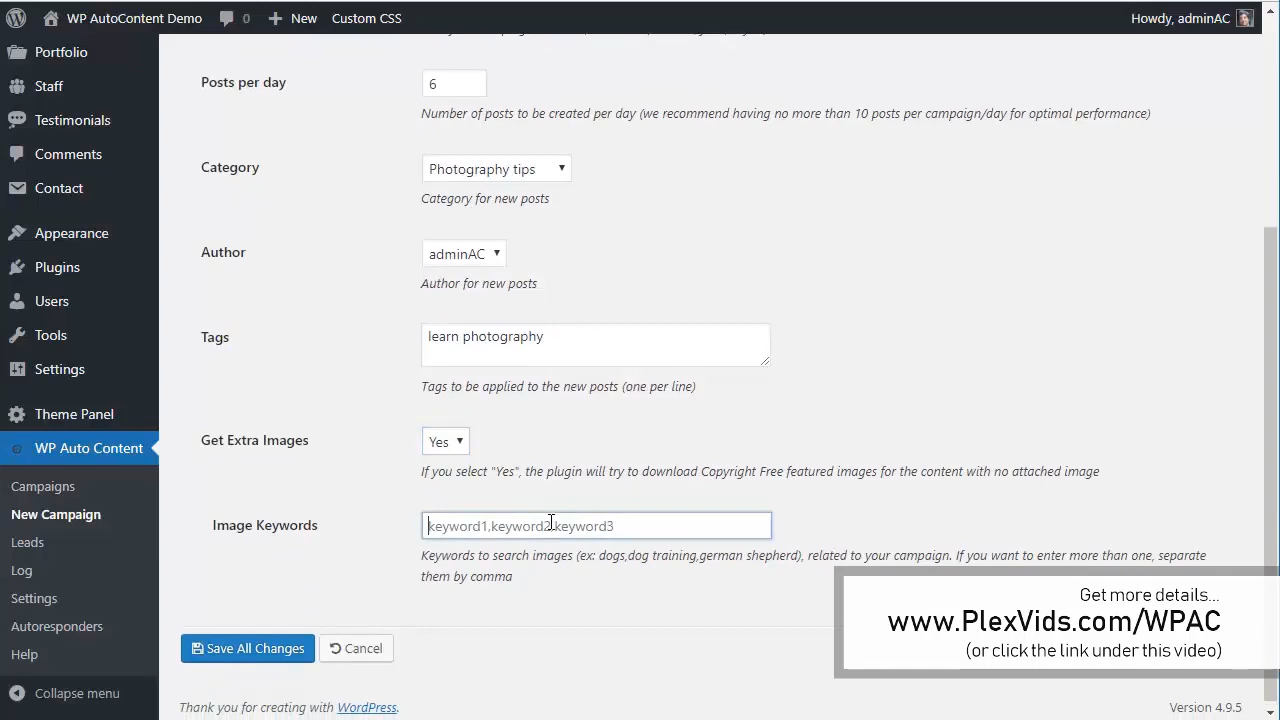 WP AutoContent Demo
0
New
Custom CSS
Howdy, adminAC
Portfolio
Staff
Testimonials
Comments
Contact
Appearance
Plugins
Users
Tools
Settings
Theme Panel
WP Auto Content
Campaigns
New Campaign
Leads
Log
Settings
Autoresponders
Help
Collapse menu
Posts per day
6
Number of posts to be created per day (we recommend having no more than 10 posts per campaign/day for optimal performance)
Category
Photography tips
Category for new posts
Author
adminAC
Author for new posts
Tags
learn photography
Tags to be applied to the new posts (one per line)
Get Extra Images
Yes
If you select "Yes", the plugin will try to download Copyright Free featured images for the content with no attached image
Image Keywords
keyword1,keyword2,keyword3
Keywords to search images (ex: dogs,dog training,german shepherd), related to your campaign. If you want to enter more than one, separate
them by comma
Save All Changes
Cancel
Get more details...
www.PlexVids.com/WPAC
(or click the link under this video)
Thank you for creating with WordPress.
Version 4.9.5